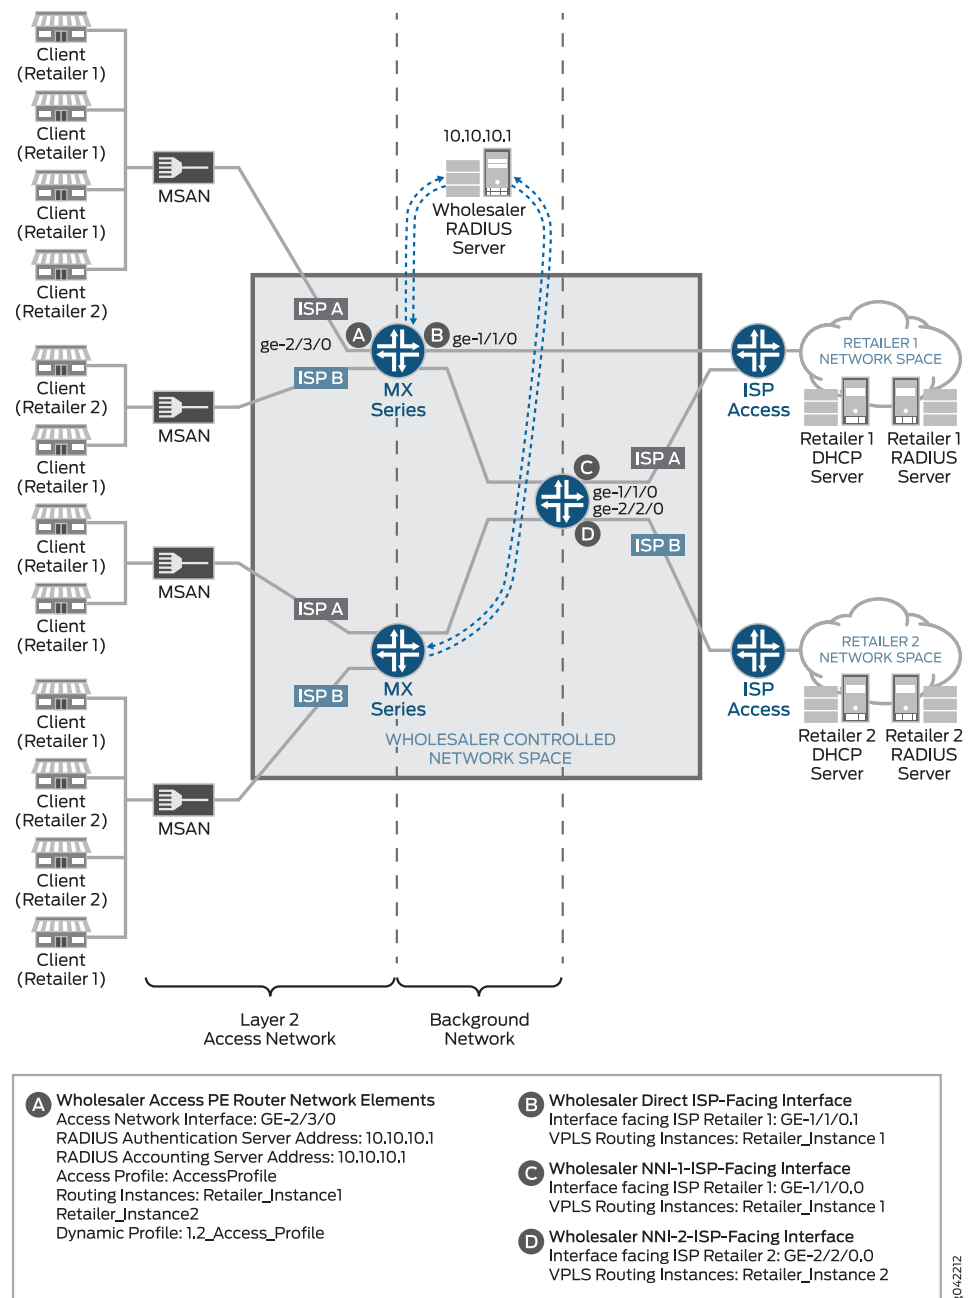 Client
(Retailer 1)
Client
(Retailer 1)
Client
(Retailer 1)
Client
(Retailer 2)
Client
(Retailer 2)
Client
(Retailer 1)
Client
(Retailer 1)
Client
(Retailer 1)
Client
(Retailer 1)
Client
(Retailer 2)
Client
(Retailer 2)
Client
(Retailer 1)
MSAN
MSAN
MSAN
MSAN
10.10.10.1
Wholesaler
RADIUS
Server
ISP A
A
B
ge-2/3/0
ge-1/1/0
ISP B
MX
Series
ISP A
C
ge-1/1/0
ge-2/2/0
D
ISP B
ISP A
ISP B
MX
Series
WHOLESALER CONTROLLED
NETWORK SPACE
ISP
Access
RETAILER 1
NETWORK SPACE
Retailer 1
DHCP
Server
Retailer 1
RADIUS
Server
ISP
Access
RETAILER 2
NETWORK SPACE
Retailer 2
DHCP
Server
Retailer 2
RADIUS
Server
Layer 2
Access Network
Background
Network
A Wholesaler Access PE Router Network Elements
Access Network Interface: GE-2/3/0
RADIUS Authentication Server Address: 10.10.10.1
RADIUS Accounting Server Address: 10.10.10.1
Access Profile: AccessProfile
Routing Instances: Retailer_Instance1
Retailer_Instance2
Dynamic Profile: 1.2_Access_Profile
B Wholesaler Direct ISP-Facing Interface
Interface facing ISP Retailer 1: GE-1/1/0.1
VPLS Routing Instances: Retailer_Instance 1
C Wholesaler NNI-1-ISP-Facing Interface
Interface facing ISP Retailer 1: GE-1/1/0.0
VPLS Routing Instances: Retailer_Instance 1
D Wholesaler NNI-2-ISP-Facing Interface
Interface facing ISP Retailer 2: GE-2/2/0.0
VPLS Routing Instances: Retailer_Instance 2
g042212